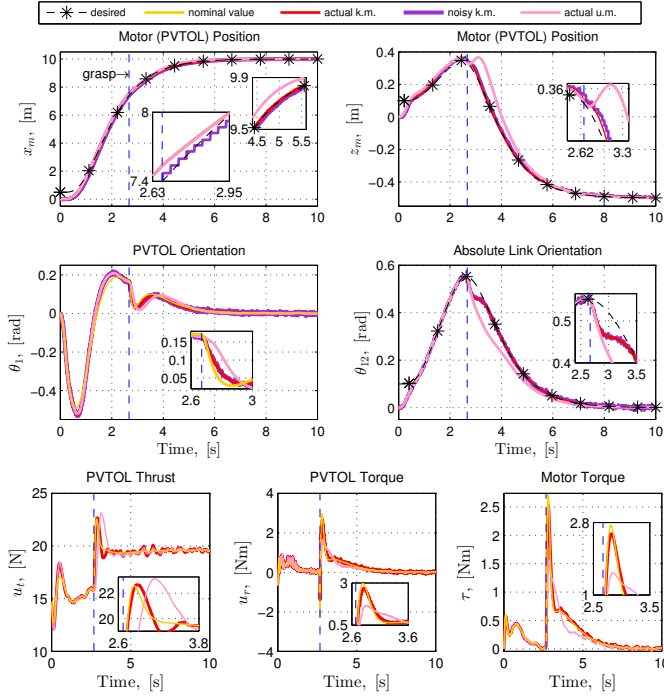 desired nominal value actual k.m. noisy k.m. actual u.m.
Motor (PVTOL) Position
10
8
6
4
2
0
x_m, [m]
grasp→
8
7.4
2.63 2.95
9.9
9.5
4.5 5 5.5
0 2 4 6 8 10
Motor (PVTOL) Position
0.4
0.2
0
−0.2
−0.4
z_m, [m]
0.36
2.62 3.3
0 2 4 6 8 10
PVTOL Orientation
0.2
0
−0.2
−0.4
θ_1, [rad]
0.15
0.10
0.05
2.6 3
0 2 4 6 8 10
Time, [s]
Absolute Link Orientation
0.6
0.4
0.2
0
θ_12, [rad]
0.5
0.4
2.5 3 3.5
0 2 4 6 8 10
Time, [s]
PVTOL Thrust
25
20
15
10
u_t, [N]
22
20
2.6 3.8
0 5 10
Time, [s]
PVTOL Torque
4
2
0
−2
−4
u_r, [Nm]
3
0.5
2.6 3.6
0 5 10
Time, [s]
Motor Torque
2
1
0
τ, [Nm]
2.8
1
2.5 3.5
0 5 10
Time, [s]